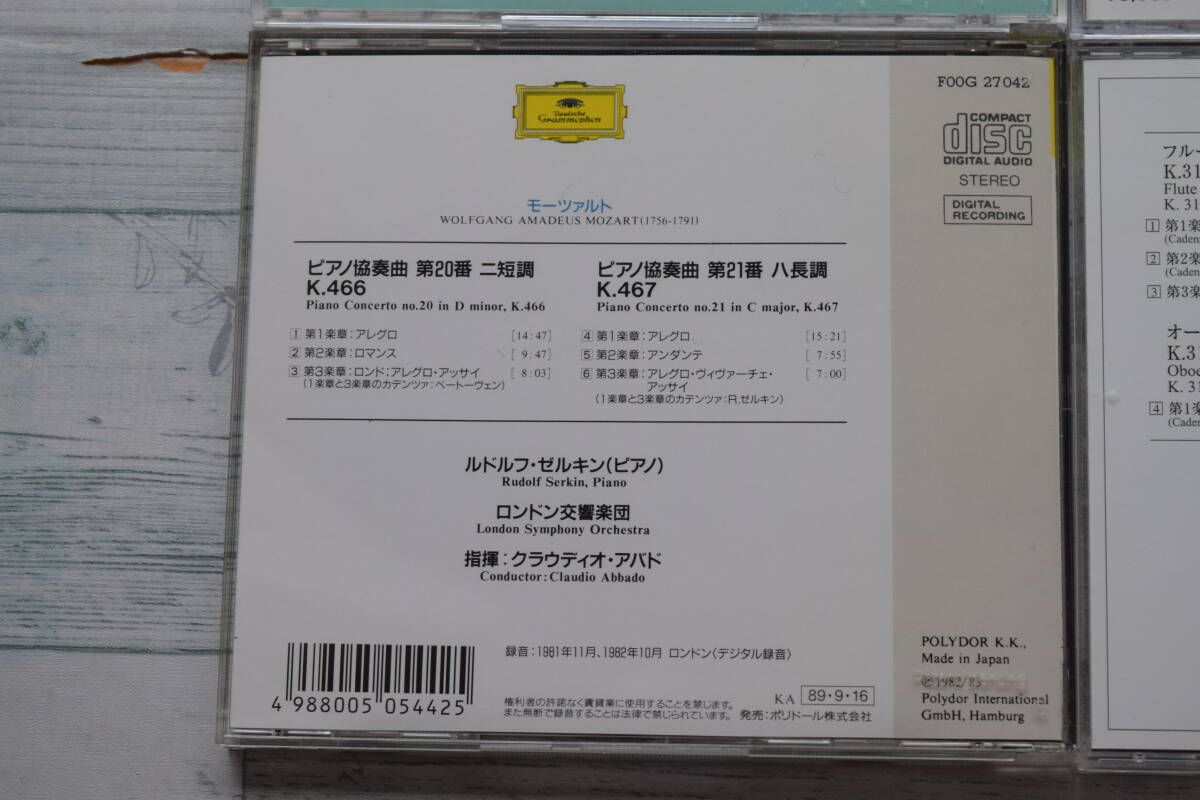 Deutsche
Grammophon
F00G 27042
COMPACT
disc
DIGITAL AUDIO
STEREO
DIGITAL
RECORDING
モーツァルト
WOLFGANG AMADEUS MOZART(1756-1791)
ピアノ協奏曲 第20番 ニ短調
K.466
Piano Concerto no.20 in D minor, K.466
1 第1楽章:アレグロ [14:47]
2 第2楽章:ロマンス [ 9:47]
3 第3楽章:ロンド:アレグロ・アッサイ [ 8:03]
(1楽章と3楽章のカデンツァ:ベートーヴェン)
ピアノ協奏曲 第21番 ハ長調
K.467
Piano Concerto no.21 in C major, K.467
4 第1楽章:アレグロ [15:21]
5 第2楽章:アンダンテ [ 7:55]
6 第3楽章:アレグロ・ヴィヴァーチェ・ [ 7:00]
アッサイ
(1楽章と3楽章のカデンツァ:R.ゼルキン)
ルドルフ・ゼルキン(ピアノ)
Rudolf Serkin, Piano
ロンドン交響楽団
London Symphony Orchestra
指揮:クラウディオ・アバド
Conductor:Claudio Abbado
録音:1981年11月、1982年10月 ロンドン〈デジタル録音〉
4 988005 054425
KA 89・9・16
権利者の許諾なく賃貸業に使用することを禁じます。
また無断で録音することは法律で禁じられています。 発売:ポリドール株式会社
POLYDOR K.K.,
Made in Japan
℗1982/83
Polydor International
GmbH, Hamburg
フルー
K.31
Flute
K. 31
1 第1楽
(Caden
2 第2楽
(Caden
3 第3楽
オー
K.31
Oboe
K. 31
4 第1楽
(Caden